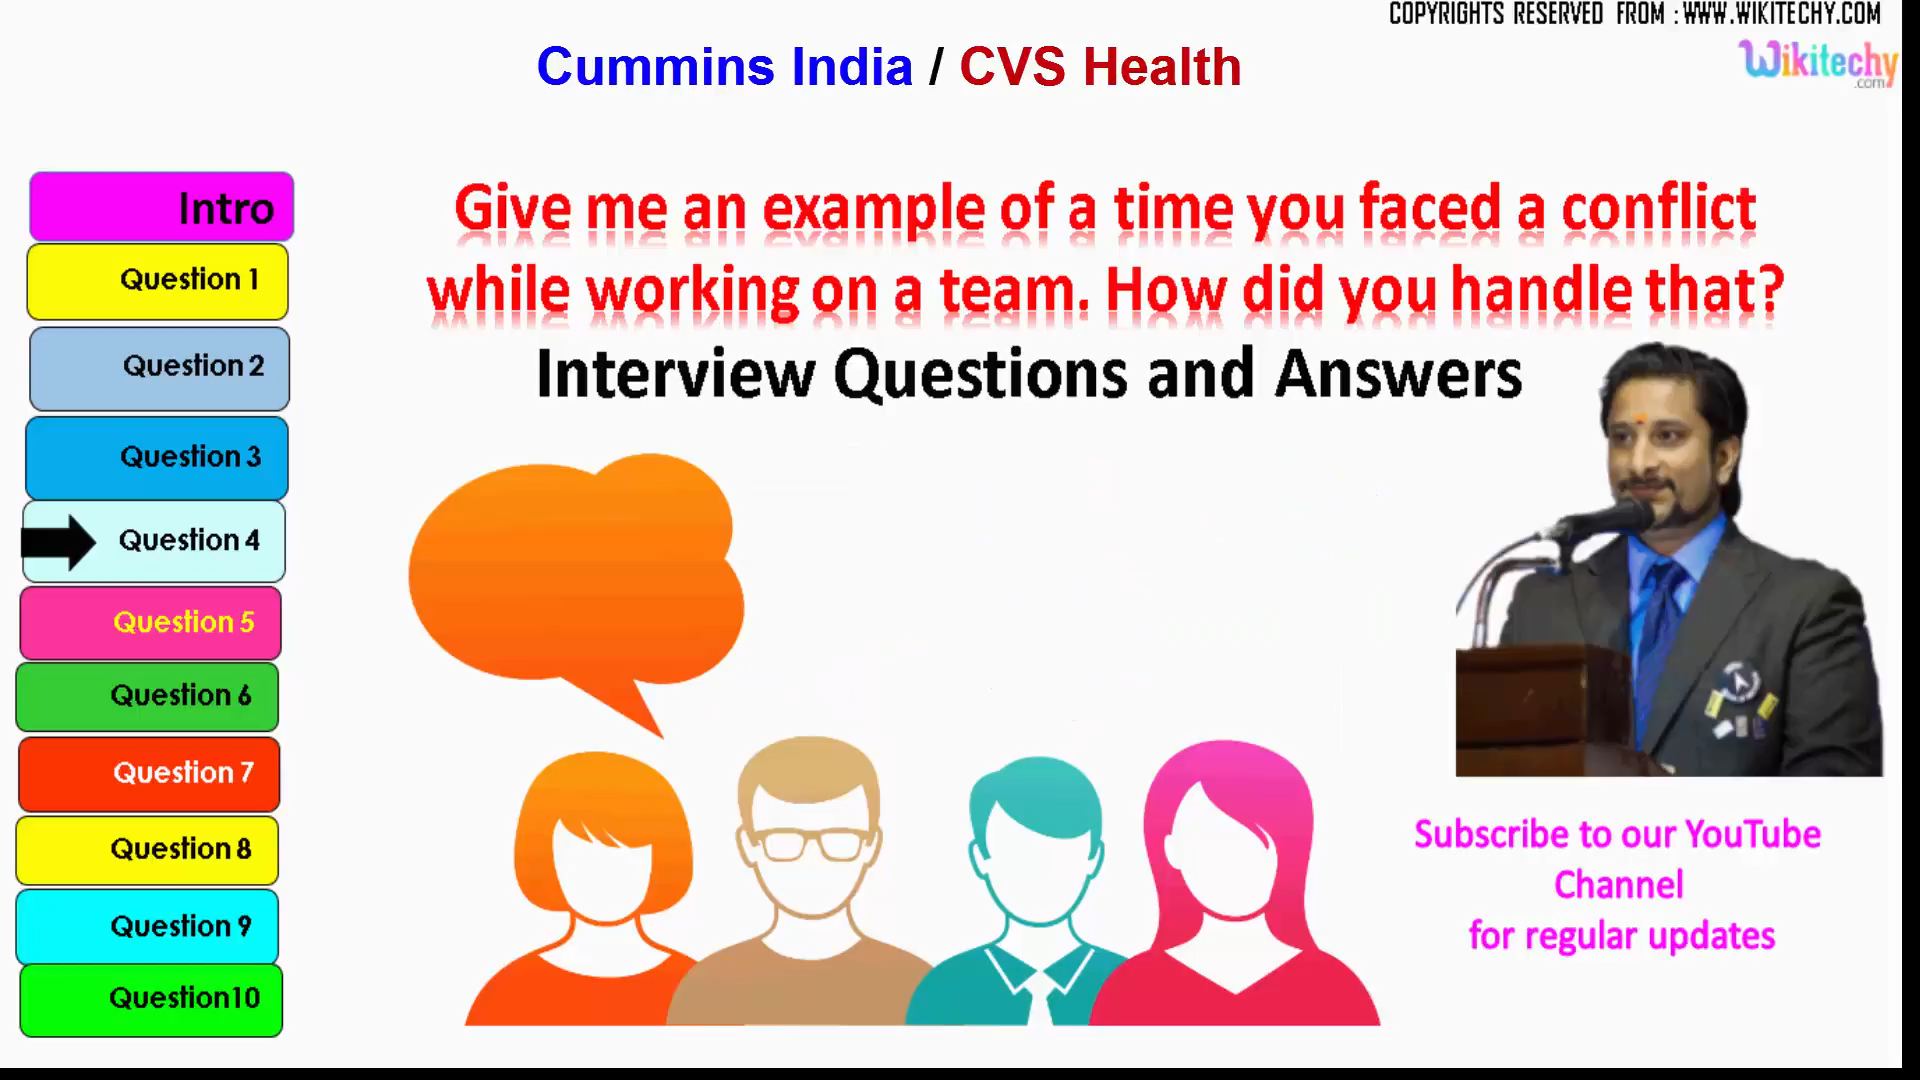 COPYRIGHTS RESERVED FROM : WWW.WIKITECHY.COM
Cummins India / CVS Health
Wikitechy
.com
Intro
Question 1
Question 2
Question 3
Question 4
Question 5
Question 6
Question 7
Question 8
Question 9
Question10
Give me an example of a time you faced a conflict
while working on a team. How did you handle that?
Interview Questions and Answers
Subscribe to our YouTube
Channel
for regular updates